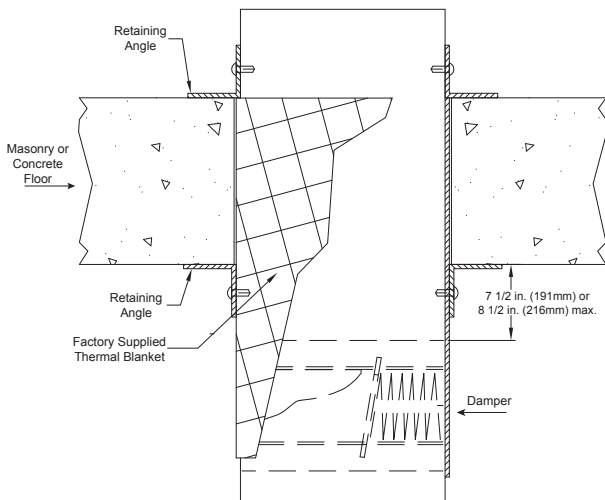 Retaining
Angle
Masonry or
Concrete
Floor
Retaining
Angle
7 1/2 in. (191mm) or
8 1/2 in. (216mm) max.
Factory Supplied
Thermal Blanket
Damper